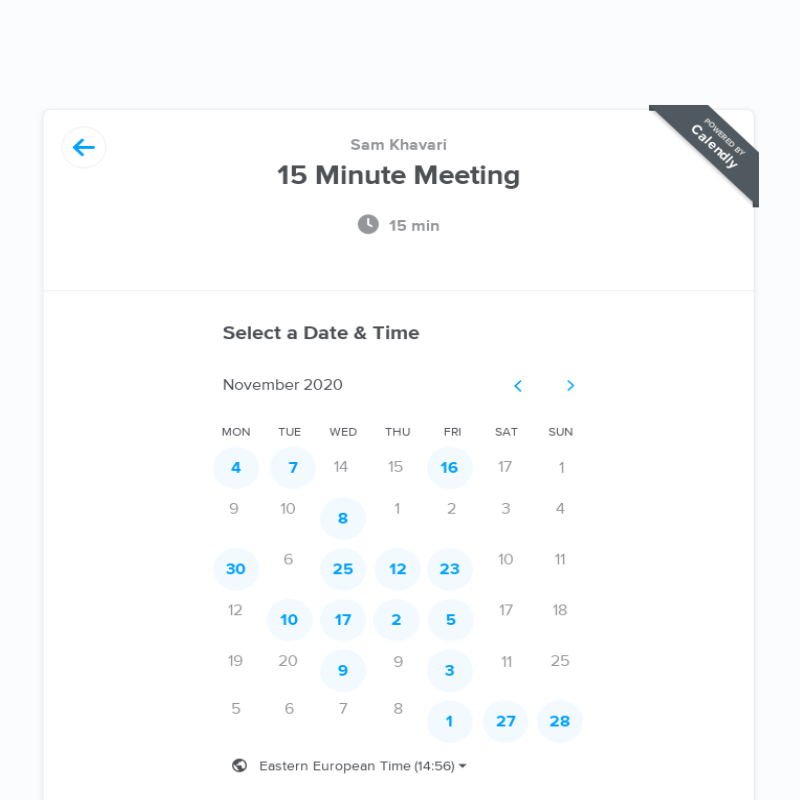 POWERED BY
Calendly
Sam Khavari
15 Minute Meeting
15 min
Select a Date & Time
November 2020
MON TUE WED THU FRI SAT SUN
4 7 14 15 16 17 1
9 10 8 1 2 3 4
30 6 25 12 23 10 11
12 10 17 2 5 17 18
19 20 9 9 3 11 25
5 6 7 8 1 27 28
Eastern European Time (14:56)